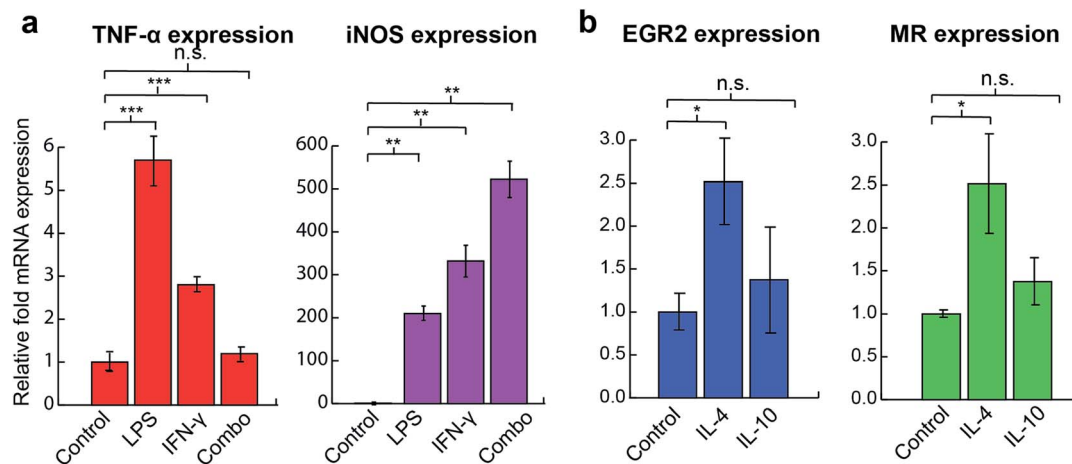 a
TNF-α expression
iNOS expression
b
EGR2 expression
MR expression
n.s.
***
***
**
**
**
n.s.
*
n.s.
*
Relative fold mRNA expression
6
5
4
3
2
1
0
Control
LPS
IFN-γ
Combo
600
500
400
300
200
100
0
Control
LPS
IFN-γ
Combo
3.0
2.5
2.0
1.5
1.0
0.5
0.0
Control
IL-4
IL-10
3.0
2.5
2.0
1.5
1.0
0.5
0.0
Control
IL-4
IL-10